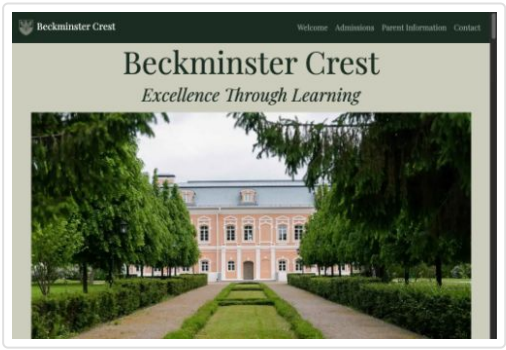 Beckminster Crest
Welcome Admissions Parent Information Contact
Beckminster Crest
Excellence Through Learning